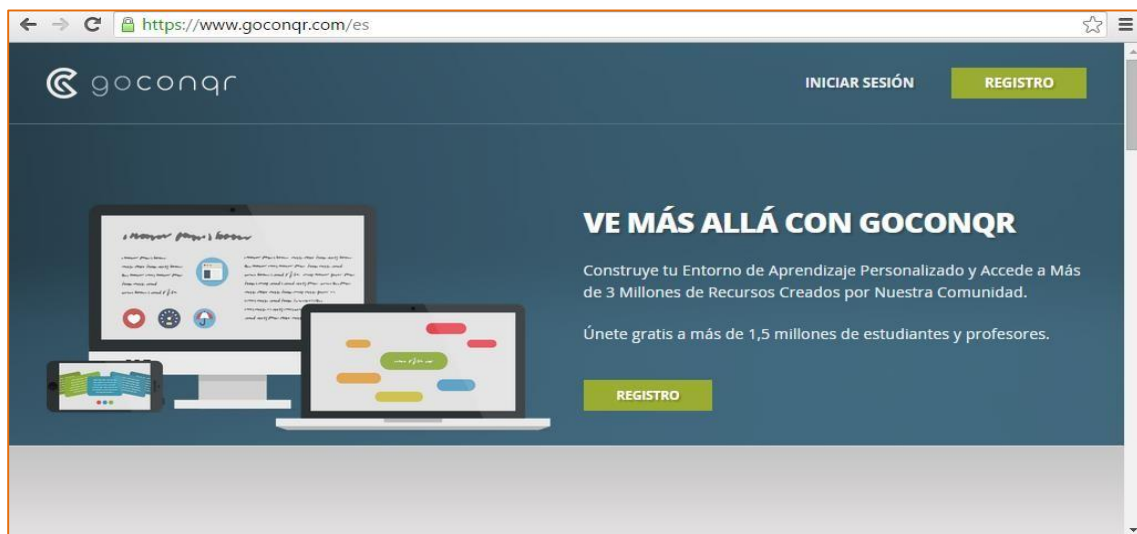 https://www.goconqr.com/es
goconqr
INICIAR SESIÓN
REGISTRO
VE MÁS ALLÁ CON GOCONQR
Construye tu Entorno de Aprendizaje Personalizado y Accede a Más
de 3 Millones de Recursos Creados por Nuestra Comunidad.
Únete gratis a más de 1,5 millones de estudiantes y profesores.
REGISTRO